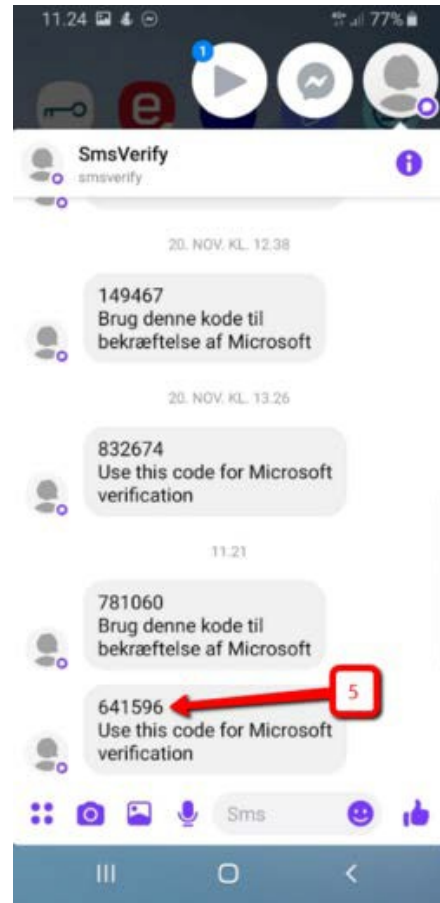 11.24
77%
e
1
SmsVerify
smsverify
20. NOV. KL. 12.38
149467
Brug denne kode til
bekræftelse af Microsoft
20. NOV. KL. 13.26
832674
Use this code for Microsoft
verification
11.21
781060
Brug denne kode til
bekræftelse af Microsoft
641596
5
Use this code for Microsoft
verification
Sms